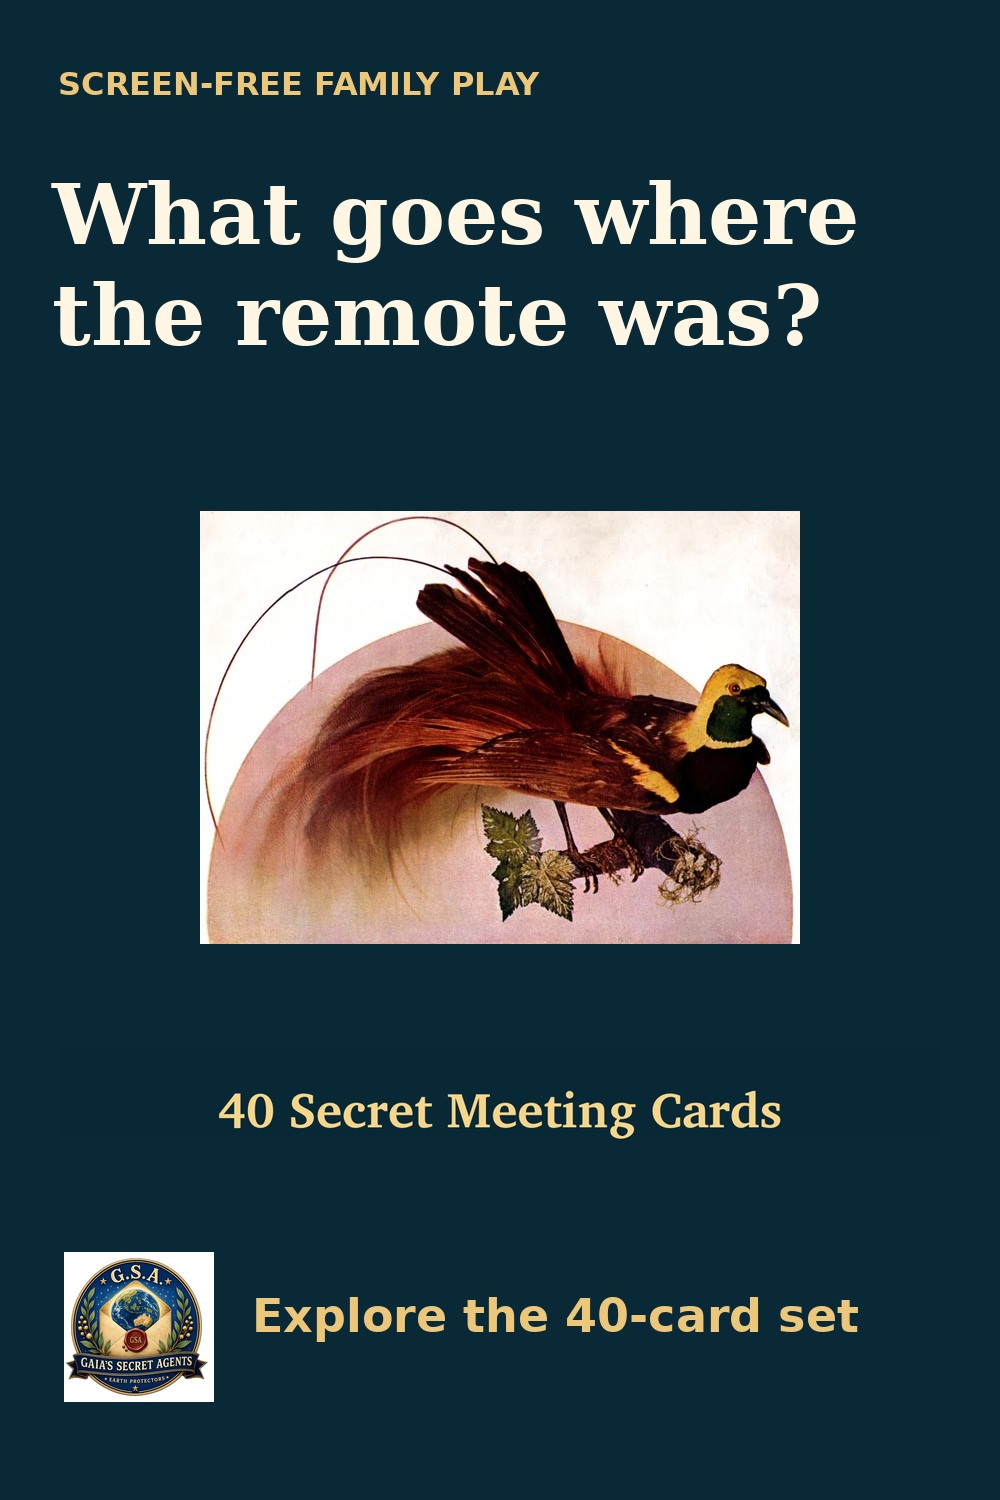 SCREEN-FREE FAMILY PLAY
What goes where
the remote was?
40 Secret Meeting Cards
G.S.A.
GSA
GAIA'S SECRET AGENTS
• EARTH PROTECTORS •
Explore the 40-card set